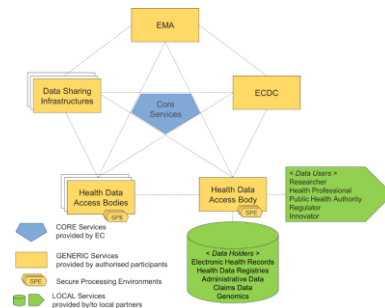 EMA
Data Sharing
Infrastructures
ECDC
Core
Services
Health Data
Access Bodies
SPE
Health Data
Access Body
SPE
< Data Users >
Researcher
Health Professional
Public Health Authority
Regulator
Innovator
CORE Services
provided by EC
GENERIC Services
provided by authorised participants
SPE
Secure Processing Environments
LOCAL Services
provided by/to local partners
< Data Holders >
Electronic Health Records
Health Data Registries
Administrative Data
Claims Data
Genomics